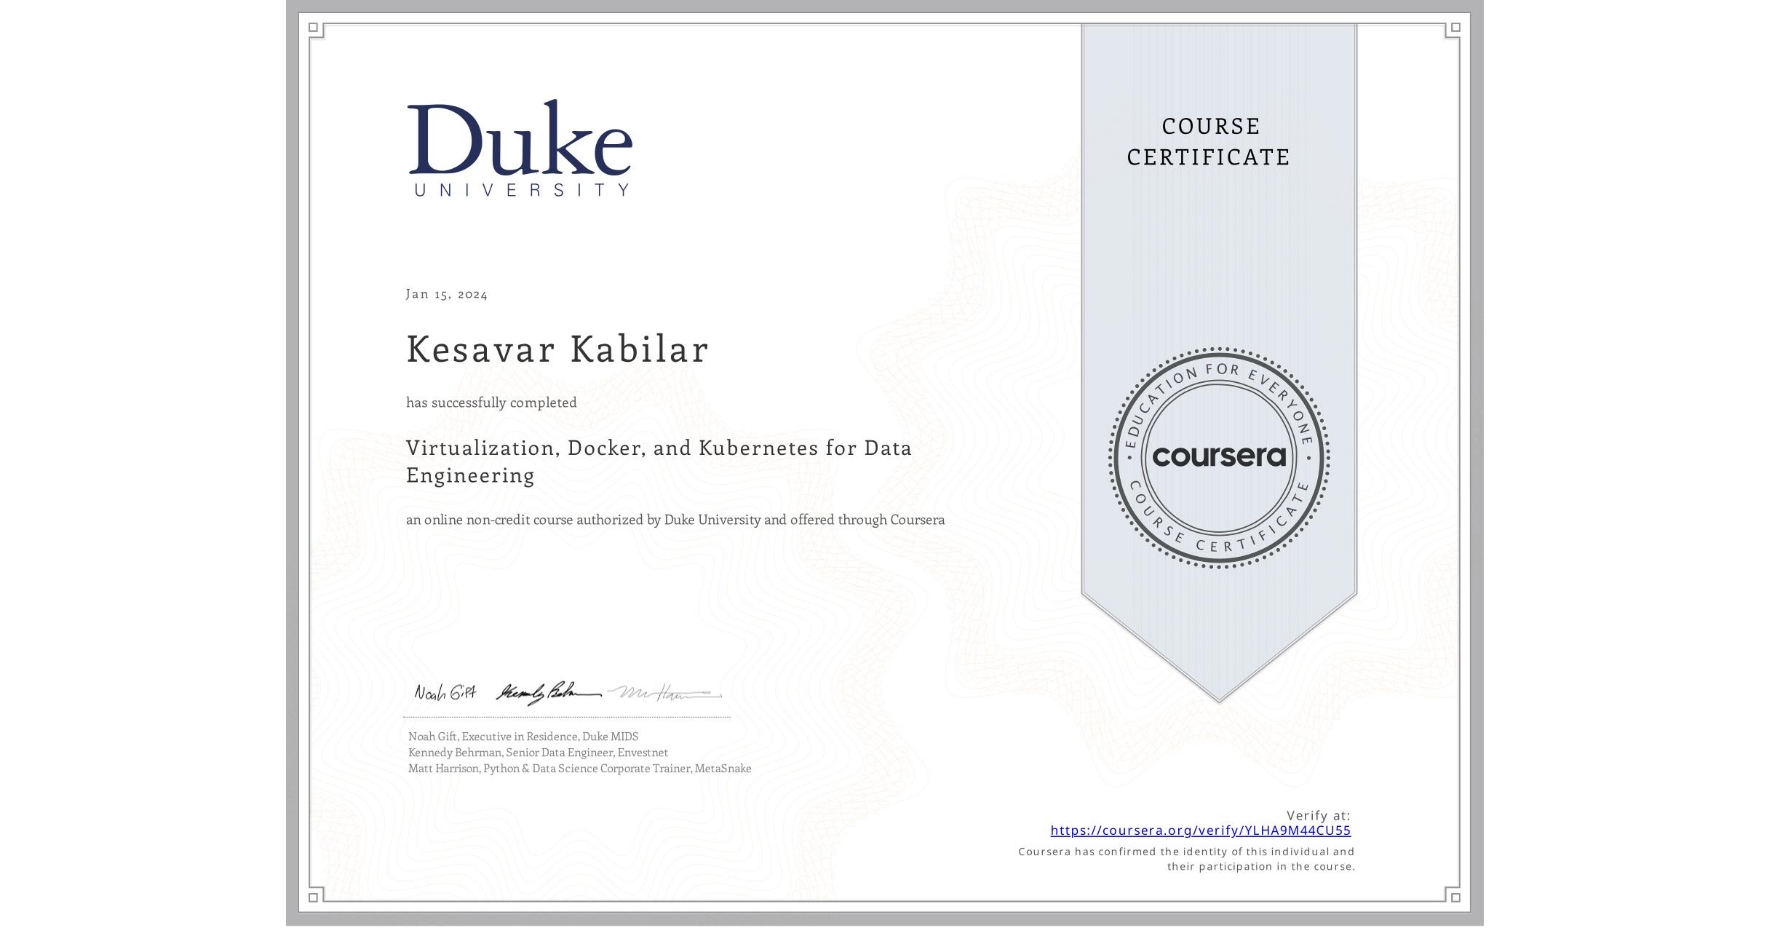 Duke
UNIVERSITY
COURSE
CERTIFICATE
Jan 15, 2024
Kesavar Kabilar
has successfully completed
Virtualization, Docker, and Kubernetes for Data
Engineering
an online non-credit course authorized by Duke University and offered through Coursera
EDUCATION FOR EVERYONE
coursera
COURSE CERTIFICATE
Noah Gift
Noah Gift, Executive in Residence, Duke MIDS
Kennedy Behrman, Senior Data Engineer, Envestnet
Matt Harrison, Python & Data Science Corporate Trainer, MetaSnake
Verify at:
https://coursera.org/verify/YLHA9M44CU55
Coursera has confirmed the identity of this individual and
their participation in the course.